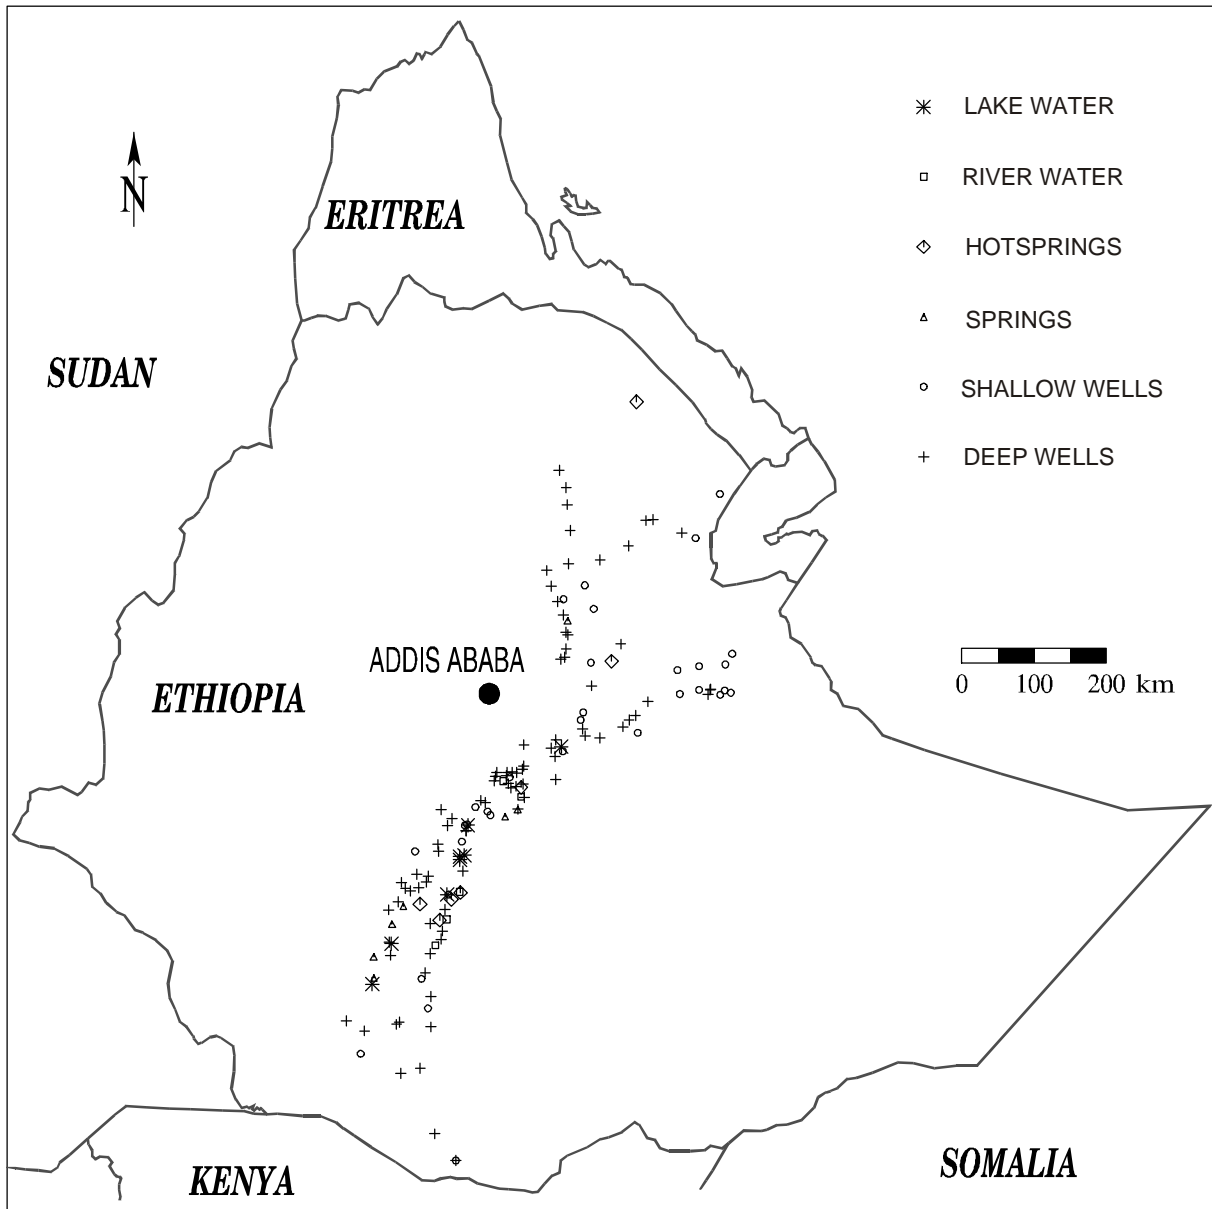 LAKE WATER
RIVER WATER
HOTSPRINGS
SPRINGS
SHALLOW WELLS
DEEP WELLS
N
ERITREA
SUDAN
ADDIS ABABA
ETHIOPIA
0 100 200 km
KENYA
SOMALIA